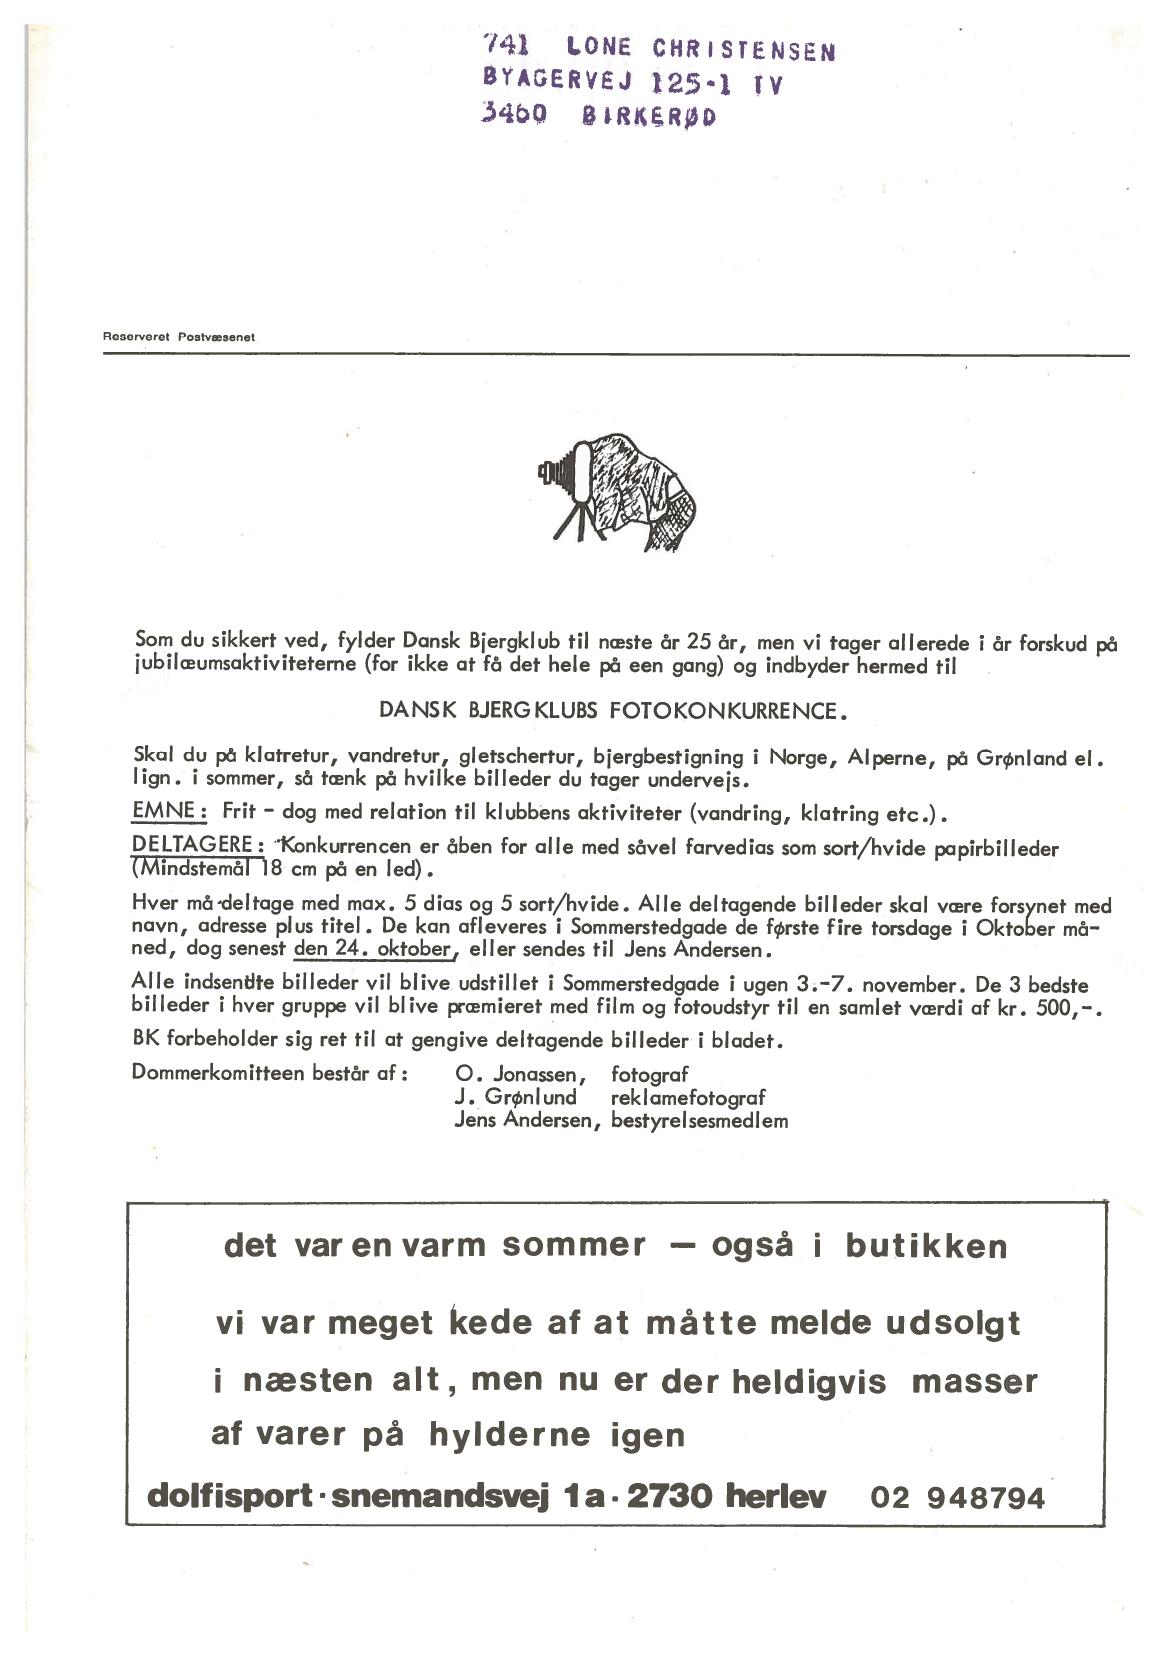 741 LONE CHRISTENSEN
BYAGERVEJ 125-1 TV
3460 BIRKERØD
Reserveret Postvæsenet
Som du sikkert ved, fylder Dansk Bjergklub til næste år 25 år, men vi tager allerede i år forskud på
jubilæumsaktiviteterne (for ikke at få det hele på een gang) og indbyder hermed til
DANSK BJERGKLUBS FOTOKONKURRENCE.
Skal du på klatretur, vandretur, gletschertur, bjergbestigning i Norge, Alperne, på Grønland el.
lign. i sommer, så tænk på hvilke billeder du tager undervejs.
EMNE: Frit - dog med relation til klubbens aktiviteter (vandring, klatring etc.).
DELTAGERE: Konkurrencen er åben for alle med såvel farvedias som sort/hvide papirbilleder
(Mindstemål 18 cm på en led).
Hver må deltage med max. 5 dias og 5 sort/hvide. Alle deltagende billeder skal være forsynet med
navn, adresse plus titel. De kan afleveres i Sommerstedgade de første fire torsdage i Oktober må-
ned, dog senest den 24. oktober, eller sendes til Jens Andersen.
Alle indsendte billeder vil blive udstillet i Sommerstedgade i ugen 3.-7. november. De 3 bedste
billeder i hver gruppe vil blive præmieret med film og fotoudstyr til en samlet værdi af kr. 500,-.
BK forbeholder sig ret til at gengive deltagende billeder i bladet.
Dommerkomitteen består af: O. Jonassen, fotograf
J. Grønlund reklamefotograf
Jens Andersen, bestyrelsesmedlem
det var en varm sommer – også i butikken
vi var meget kede af at måtte melde udsolgt
i næsten alt, men nu er der heldigvis masser
af varer på hylderne igen
dolfisport · snemandsvej 1a · 2730 herlev 02 948794